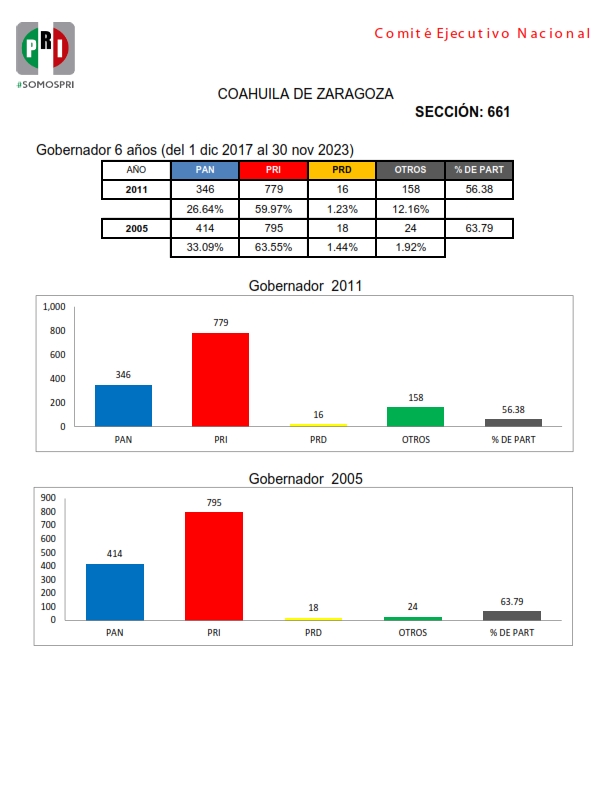 Comité Ejecutivo Nacional
PRI
#SOMOSPRI
COAHUILA DE ZARAGOZA
SECCIÓN: 661
Gobernador 6 años (del 1 dic 2017 al 30 nov 2023)
AÑO PAN PRI PRD OTROS % DE PART
2011 346 779 16 158 56.38
26.64% 59.97% 1.23% 12.16%
2005 414 795 18 24 63.79
33.09% 63.55% 1.44% 1.92%
Gobernador 2011
1,000
800
600
400
200
0
346 779 16 158 56.38
PAN PRI PRD OTROS % DE PART
Gobernador 2005
900
800
700
600
500
400
300
200
100
0
414 795 18 24 63.79
PAN PRI PRD OTROS % DE PART